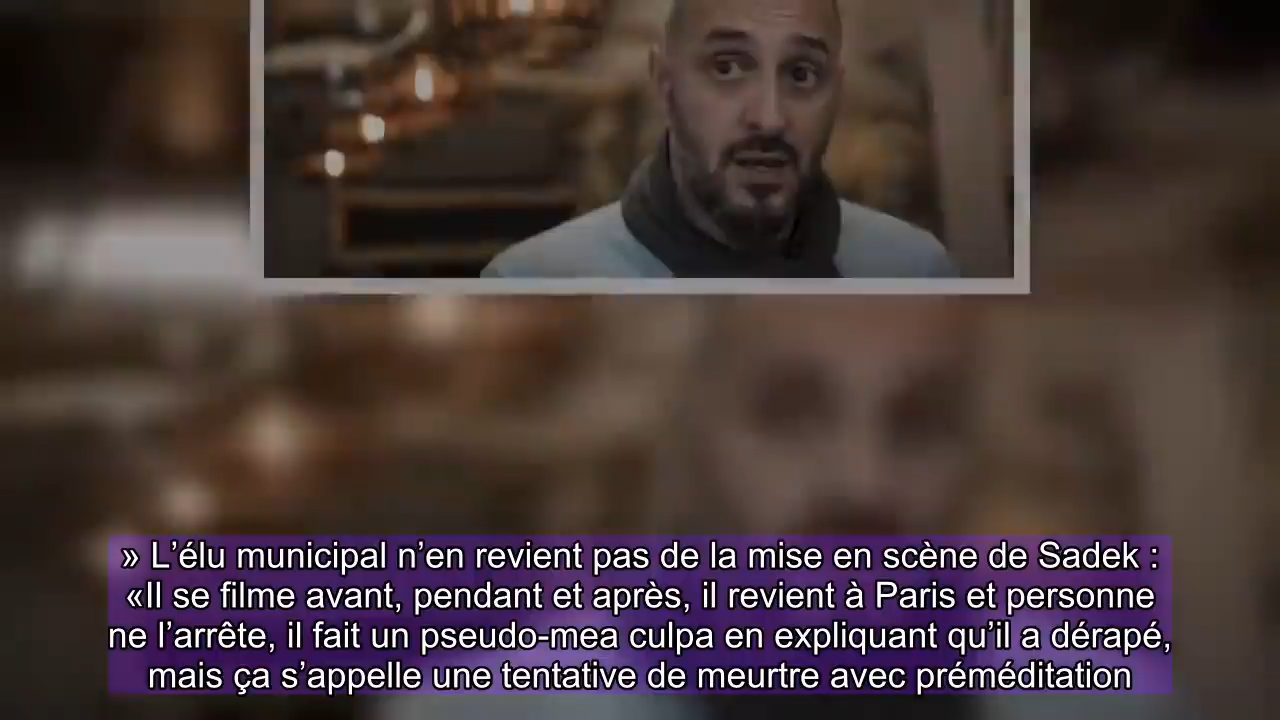 » L’élu municipal n’en revient pas de la mise en scène de Sadek :
«Il se filme avant, pendant et après, il revient à Paris et personne
ne l’arrête, il fait un pseudo-mea culpa en expliquant qu’il a dérapé,
mais ça s’appelle une tentative de meurtre avec préméditation